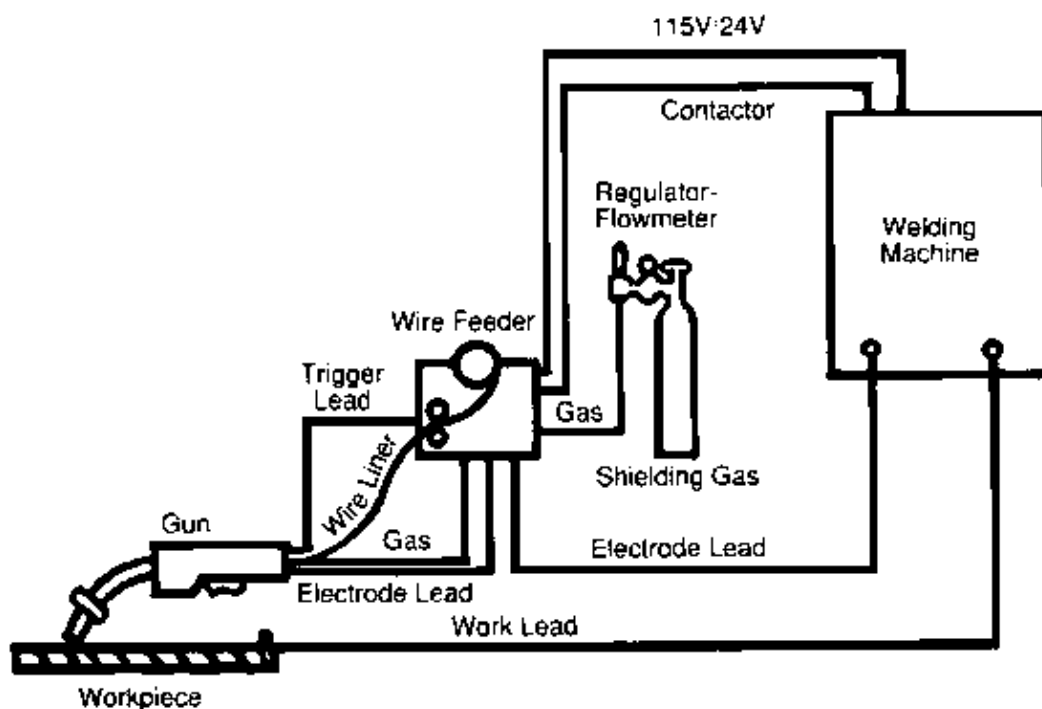 115V:24V
Contactor
Regulator-
Flowmeter
Welding
Machine
Wire Feeder
Trigger
Lead
Gas
Wire Liner
Shielding Gas
Gun
Gas
Electrode Lead
Electrode Lead
Work Lead
Workpiece